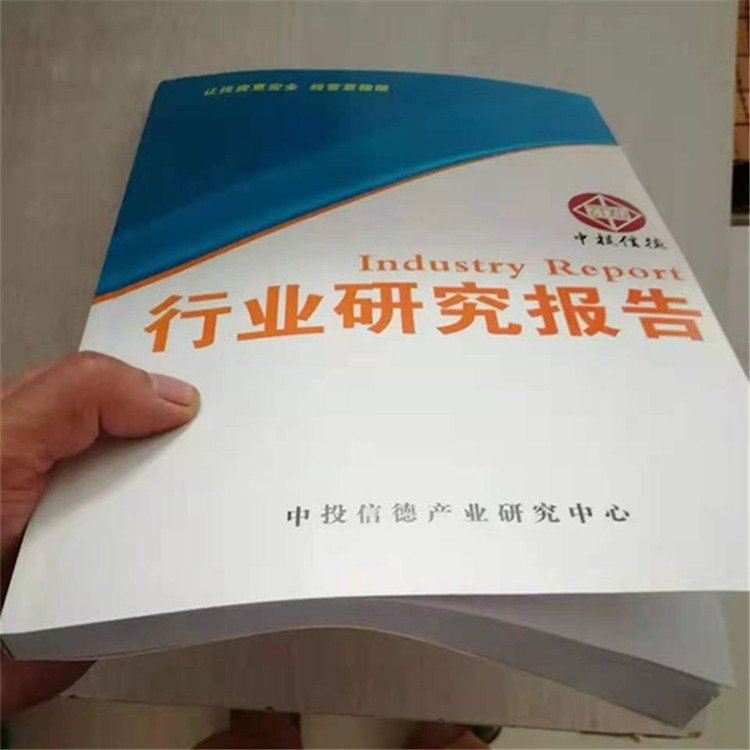 让投资更安全 经营更稳健
中投信德
Industry Report
行业研究报告
中投信德产业研究中心